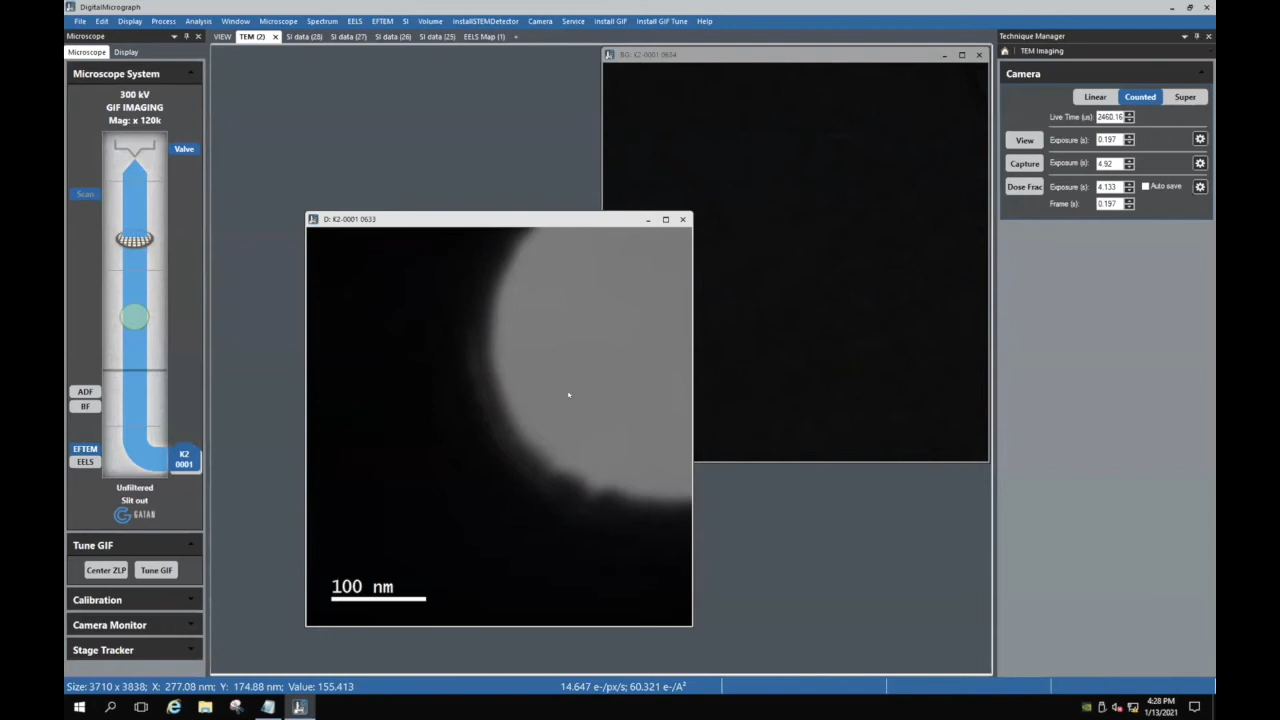 DigitalMicrograph
File Edit Display Process Analysis Window Microscope Spectrum EELS EFTEM SI Volume InstallSTEMDetector Camera Service Install GIF Install GIF Tune Help
Microscope
VIEW TEM (2) SI data (28) SI data (27) SI data (26) SI data (25) EELS Map (1) +
Technique Manager
Microscope Display
TEM Imaging
Microscope System
300 kV
GIF IMAGING
Mag: x 120k
Valve
Scan
ADF
BF
EFTEM
EELS
K2
0001
Unfiltered
Slit out
GATAN
Tune GIF
Center ZLP Tune GIF
Calibration
Camera Monitor
Stage Tracker
BG: K2-0001 0634
D: K2-0001 0633
100 nm
Camera
Linear Counted Super
Live Time (us): 2460.16
View Exposure (s): 0.197
Capture Exposure (s): 4.92
Dose Frac Exposure (s): 4.133 Auto save
Frame (s): 0.197
Size: 3710 x 3838; X: 277.08 nm; Y: 174.88 nm; Value: 155.413
14.647 e-/px/s; 60.321 e-/A²
4:28 PM
1/13/2021